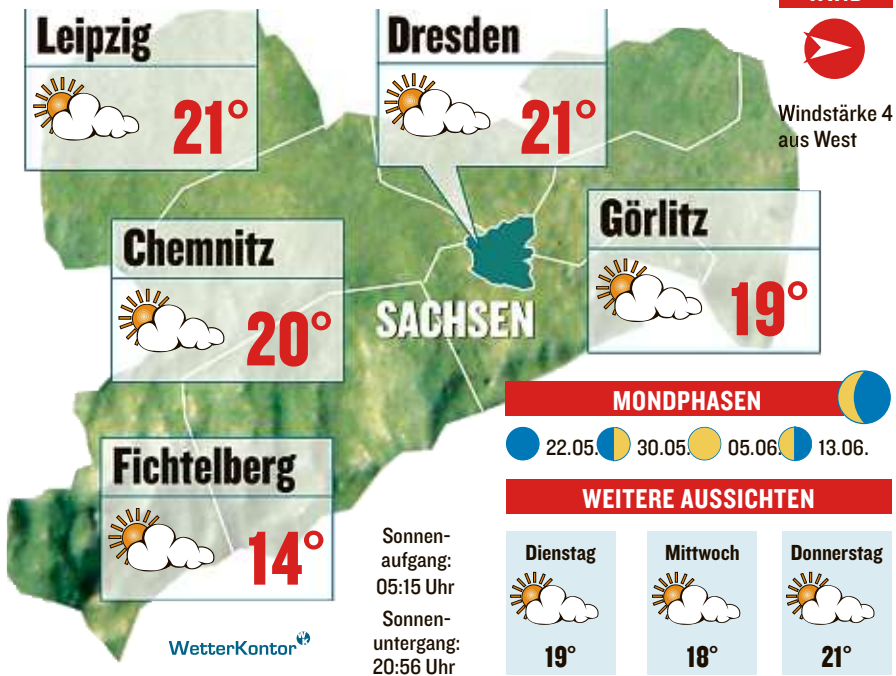 Leipzig
21°
Dresden
21°
Windstärke 4
aus West
Chemnitz
20°
Görlitz
19°
SACHSEN
Fichtelberg
14°
MONDPHASEN
22.05. 30.05. 05.06. 13.06.
WEITERE AUSSICHTEN
Sonnen-
aufgang:
05:15 Uhr
Sonnen-
untergang:
20:56 Uhr
Dienstag
19°
Mittwoch
18°
Donnerstag
21°
WetterKontor